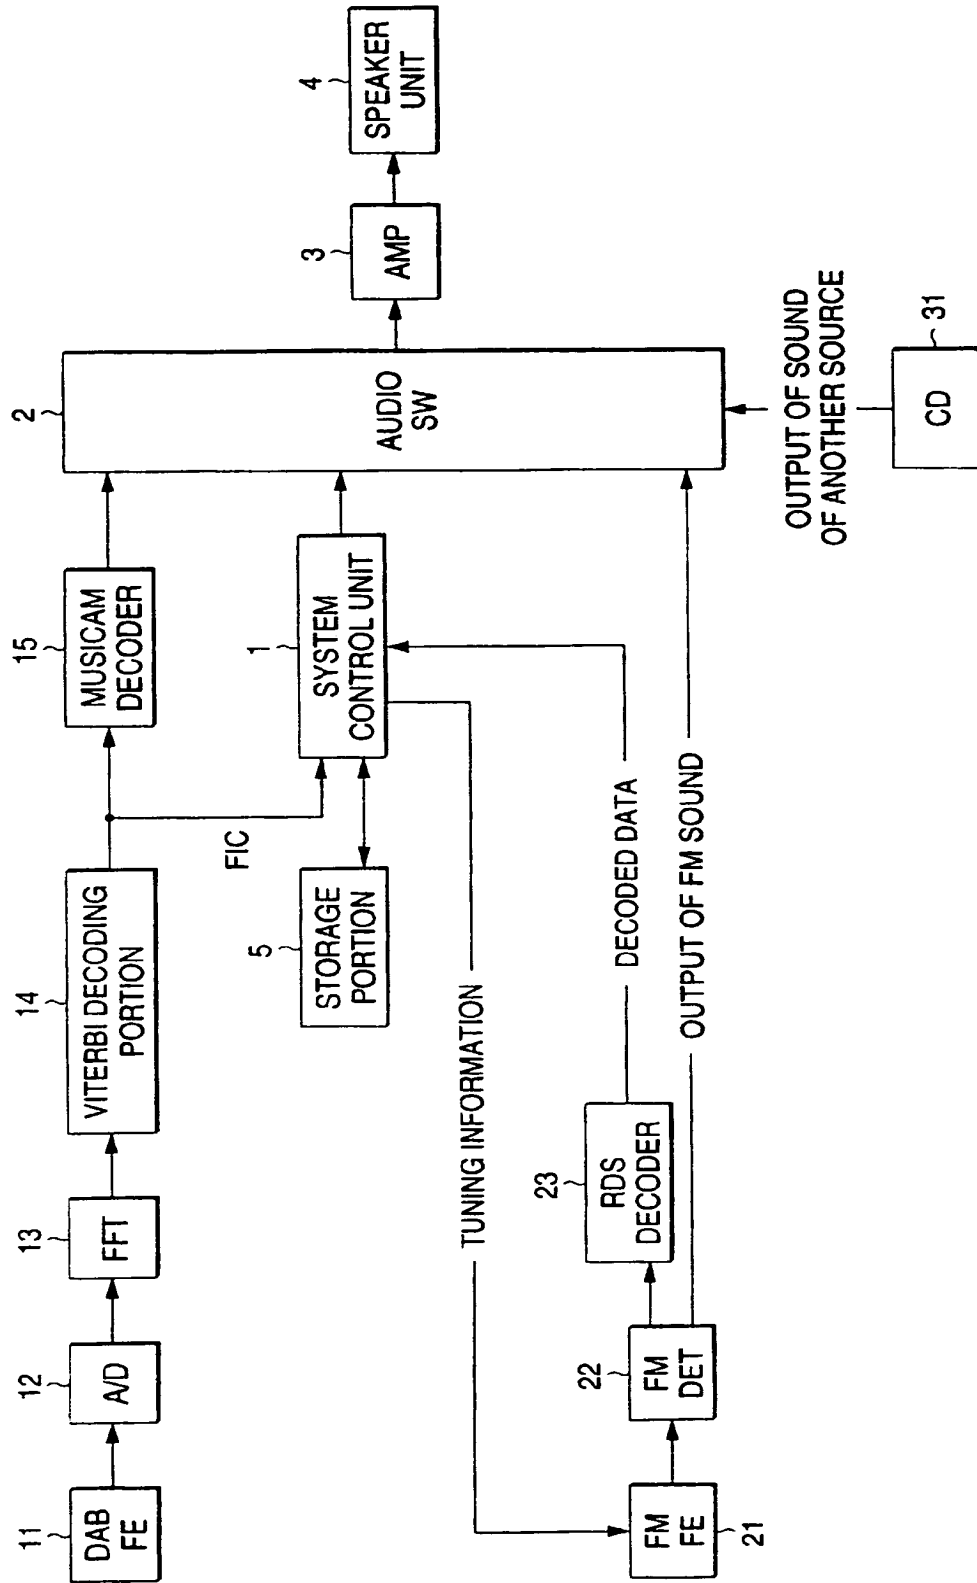 11
DAB
FE
12
A/D
13
FFT
14
VITERBI DECODING
PORTION
15
MUSICAM
DECODER
FIC
5
STORAGE
PORTION
1
SYSTEM
CONTROL UNIT
2
AUDIO
SW
3
AMP
4
SPEAKER
UNIT
TUNING INFORMATION
21
FM
FE
22
FM
DET
23
RDS
DECODER
DECODED DATA
OUTPUT OF FM SOUND
OUTPUT OF SOUND
OF ANOTHER SOURCE
31
CD